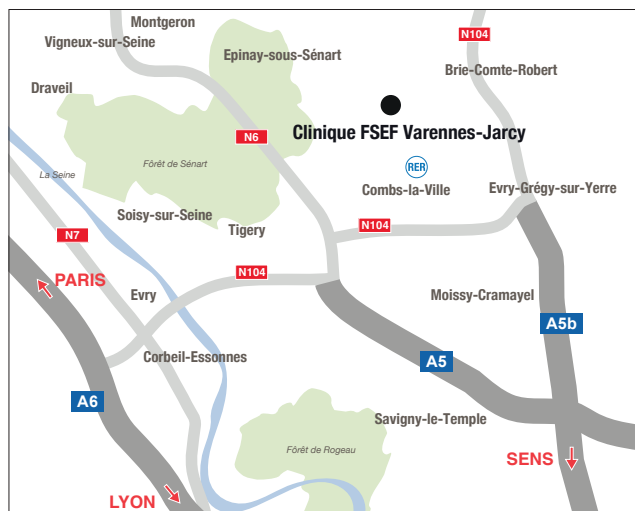 Montgeron
N104
Vigneux-sur-Seine
Epinay-sous-Sénart
Brie-Comte-Robert
Draveil
Clinique FSEF Varennes-Jarcy
N6
Fôrêt de Sénart
RER
La Seine
Combs-la-Ville
Evry-Grégy-sur-Yerre
Soisy-sur-Seine
Tigery
N104
N7
N104
PARIS
Evry
Moissy-Cramayel
A5b
Corbeil-Essonnes
A5
A6
Savigny-le-Temple
Fôrêt de Rogeau
SENS
LYON